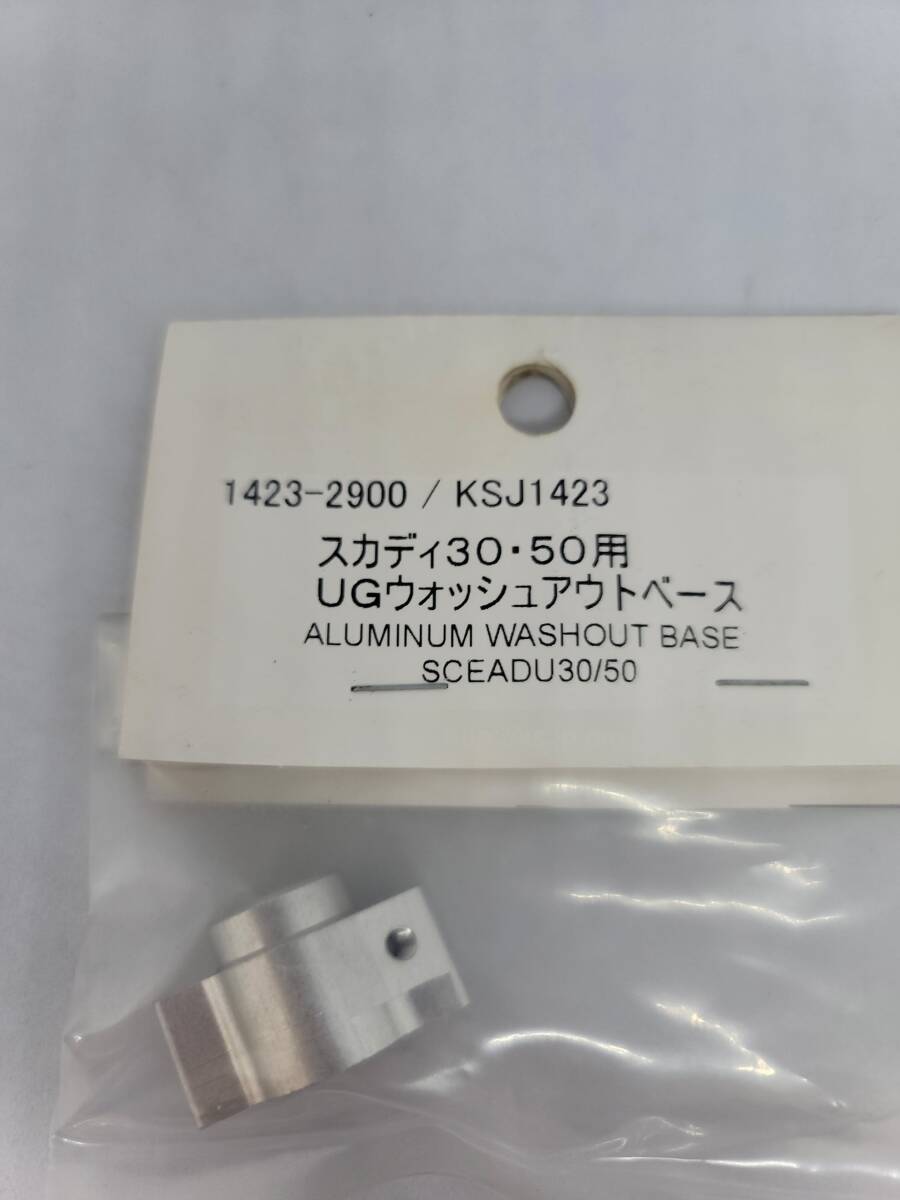 1423-2900 / KSJ1423
スカディ30・50用
UGウォッシュアウトベース
ALUMINUM WASHOUT BASE
SCEADU30/50